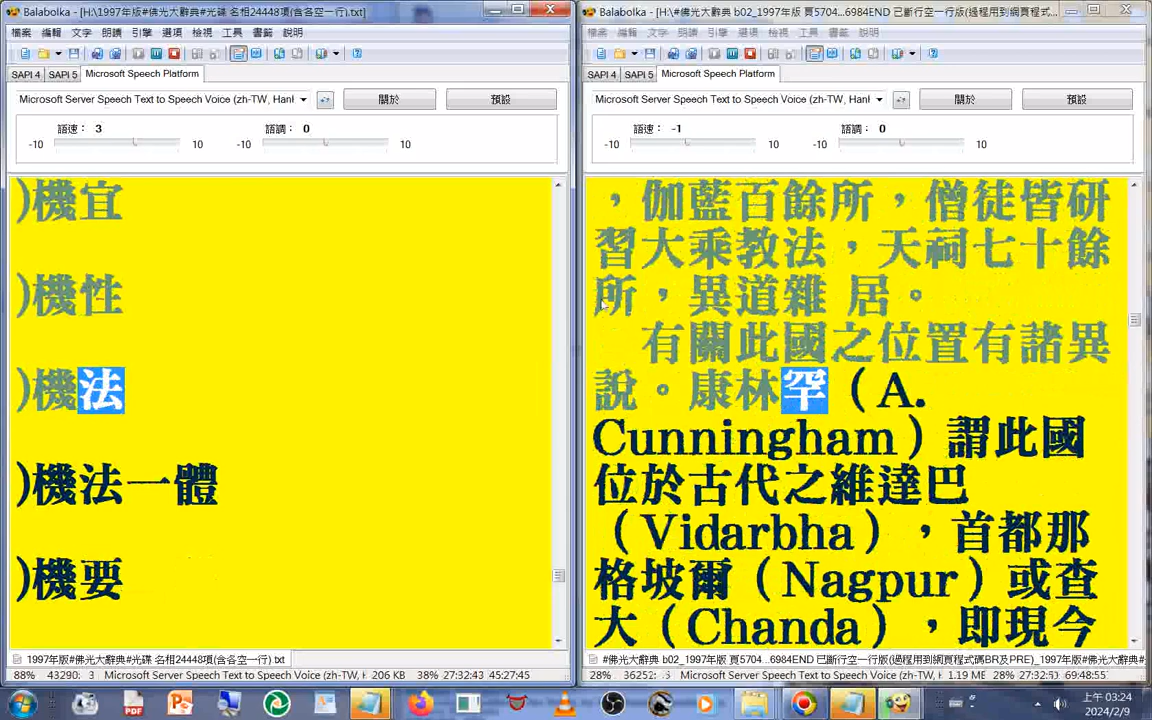 Balabolka - [H:\1997年版#佛光大辭典#光碟 名相24448項(含各空一行).txt]
檔案 編輯 文字 朗讀 引擎 選項 檢視 工具 書籤 說明
SAPI 4 SAPI 5 Microsoft Speech Platform
Microsoft Server Speech Text to Speech Voice (zh-TW, Hanl
關於
預設
語速： 3
語調： 0
-10 10 -10 10
)機宜
)機性
)機法
)機法一體
)機要
1997年版#佛光大辭典#光碟 名相24448項(含各空一行).txt
88% 43290: 3 Microsoft Server Speech Text to Speech Voice (zh-TW, 206 KB 38% 27:32:43 45:27:45
Balabolka - [H:\#佛光大辭典 b02_1997年版 頁5704...6984END 已斷行空一行版(過程用到網頁程式...
檔案 編輯 文字 朗讀 引擎 選項 檢視 工具 書籤 說明
SAPI 4 SAPI 5 Microsoft Speech Platform
Microsoft Server Speech Text to Speech Voice (zh-TW, Hanl
關於
預設
語速： -1
語調： 0
-10 10 -10 10
，伽藍百餘所，僧徒皆研
習大乘教法，天祠七十餘
所，異道雜 居。
有關此國之位置有諸異
說。康林罕（A.
Cunningham）謂此國
位於古代之維達巴
（Vidarbha），首都那
格坡爾（Nagpur）或查
大（Chanda），即現今
#佛光大辭典 b02_1997年版 頁5704...6984END 已斷行空一行版(過程用到網頁程式碼BR及PRE)_1997年版#
28% 36252: Microsoft Server Speech Text to Speech Voice (zh-TW, 1.19 ME 28% 27:32:51 69:48:55
上午 03:24
2024/2/9